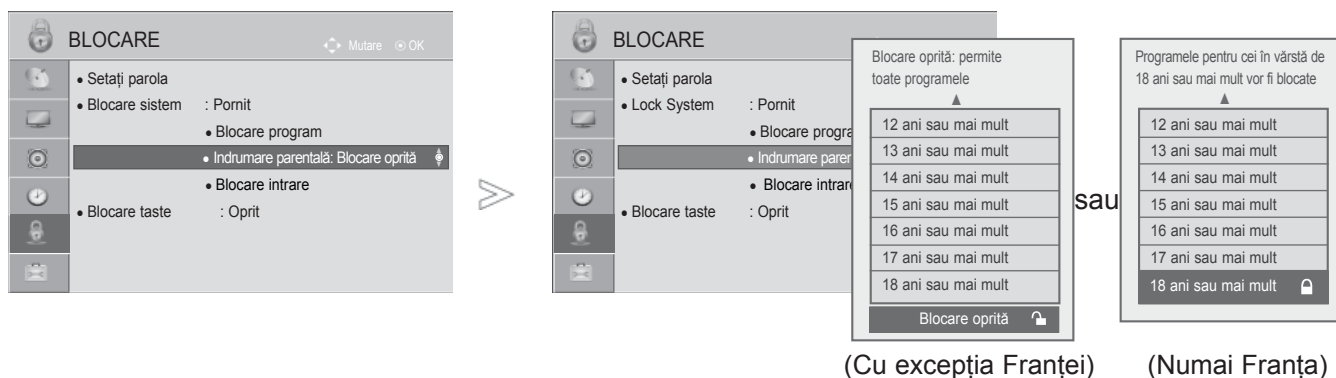 BLOCARE
Mutare OK
• Setați parola
• Blocare sistem : Pornit
• Blocare program
• Indrumare parentală: Blocare oprită
• Blocare intrare
• Blocare taste : Oprit
BLOCARE
• Setați parola
• Lock System : Pornit
• Blocare progra
• Indrumare paren
• Blocare intrare
• Blocare taste : Oprit
Blocare oprită: permite
toate programele
12 ani sau mai mult
13 ani sau mai mult
14 ani sau mai mult
15 ani sau mai mult
16 ani sau mai mult
17 ani sau mai mult
18 ani sau mai mult
Blocare oprită
(Cu excepția Franței)
sau
Programele pentru cei în vârstă de
18 ani sau mai mult vor fi blocate
12 ani sau mai mult
13 ani sau mai mult
14 ani sau mai mult
15 ani sau mai mult
16 ani sau mai mult
17 ani sau mai mult
18 ani sau mai mult
(Numai Franța)